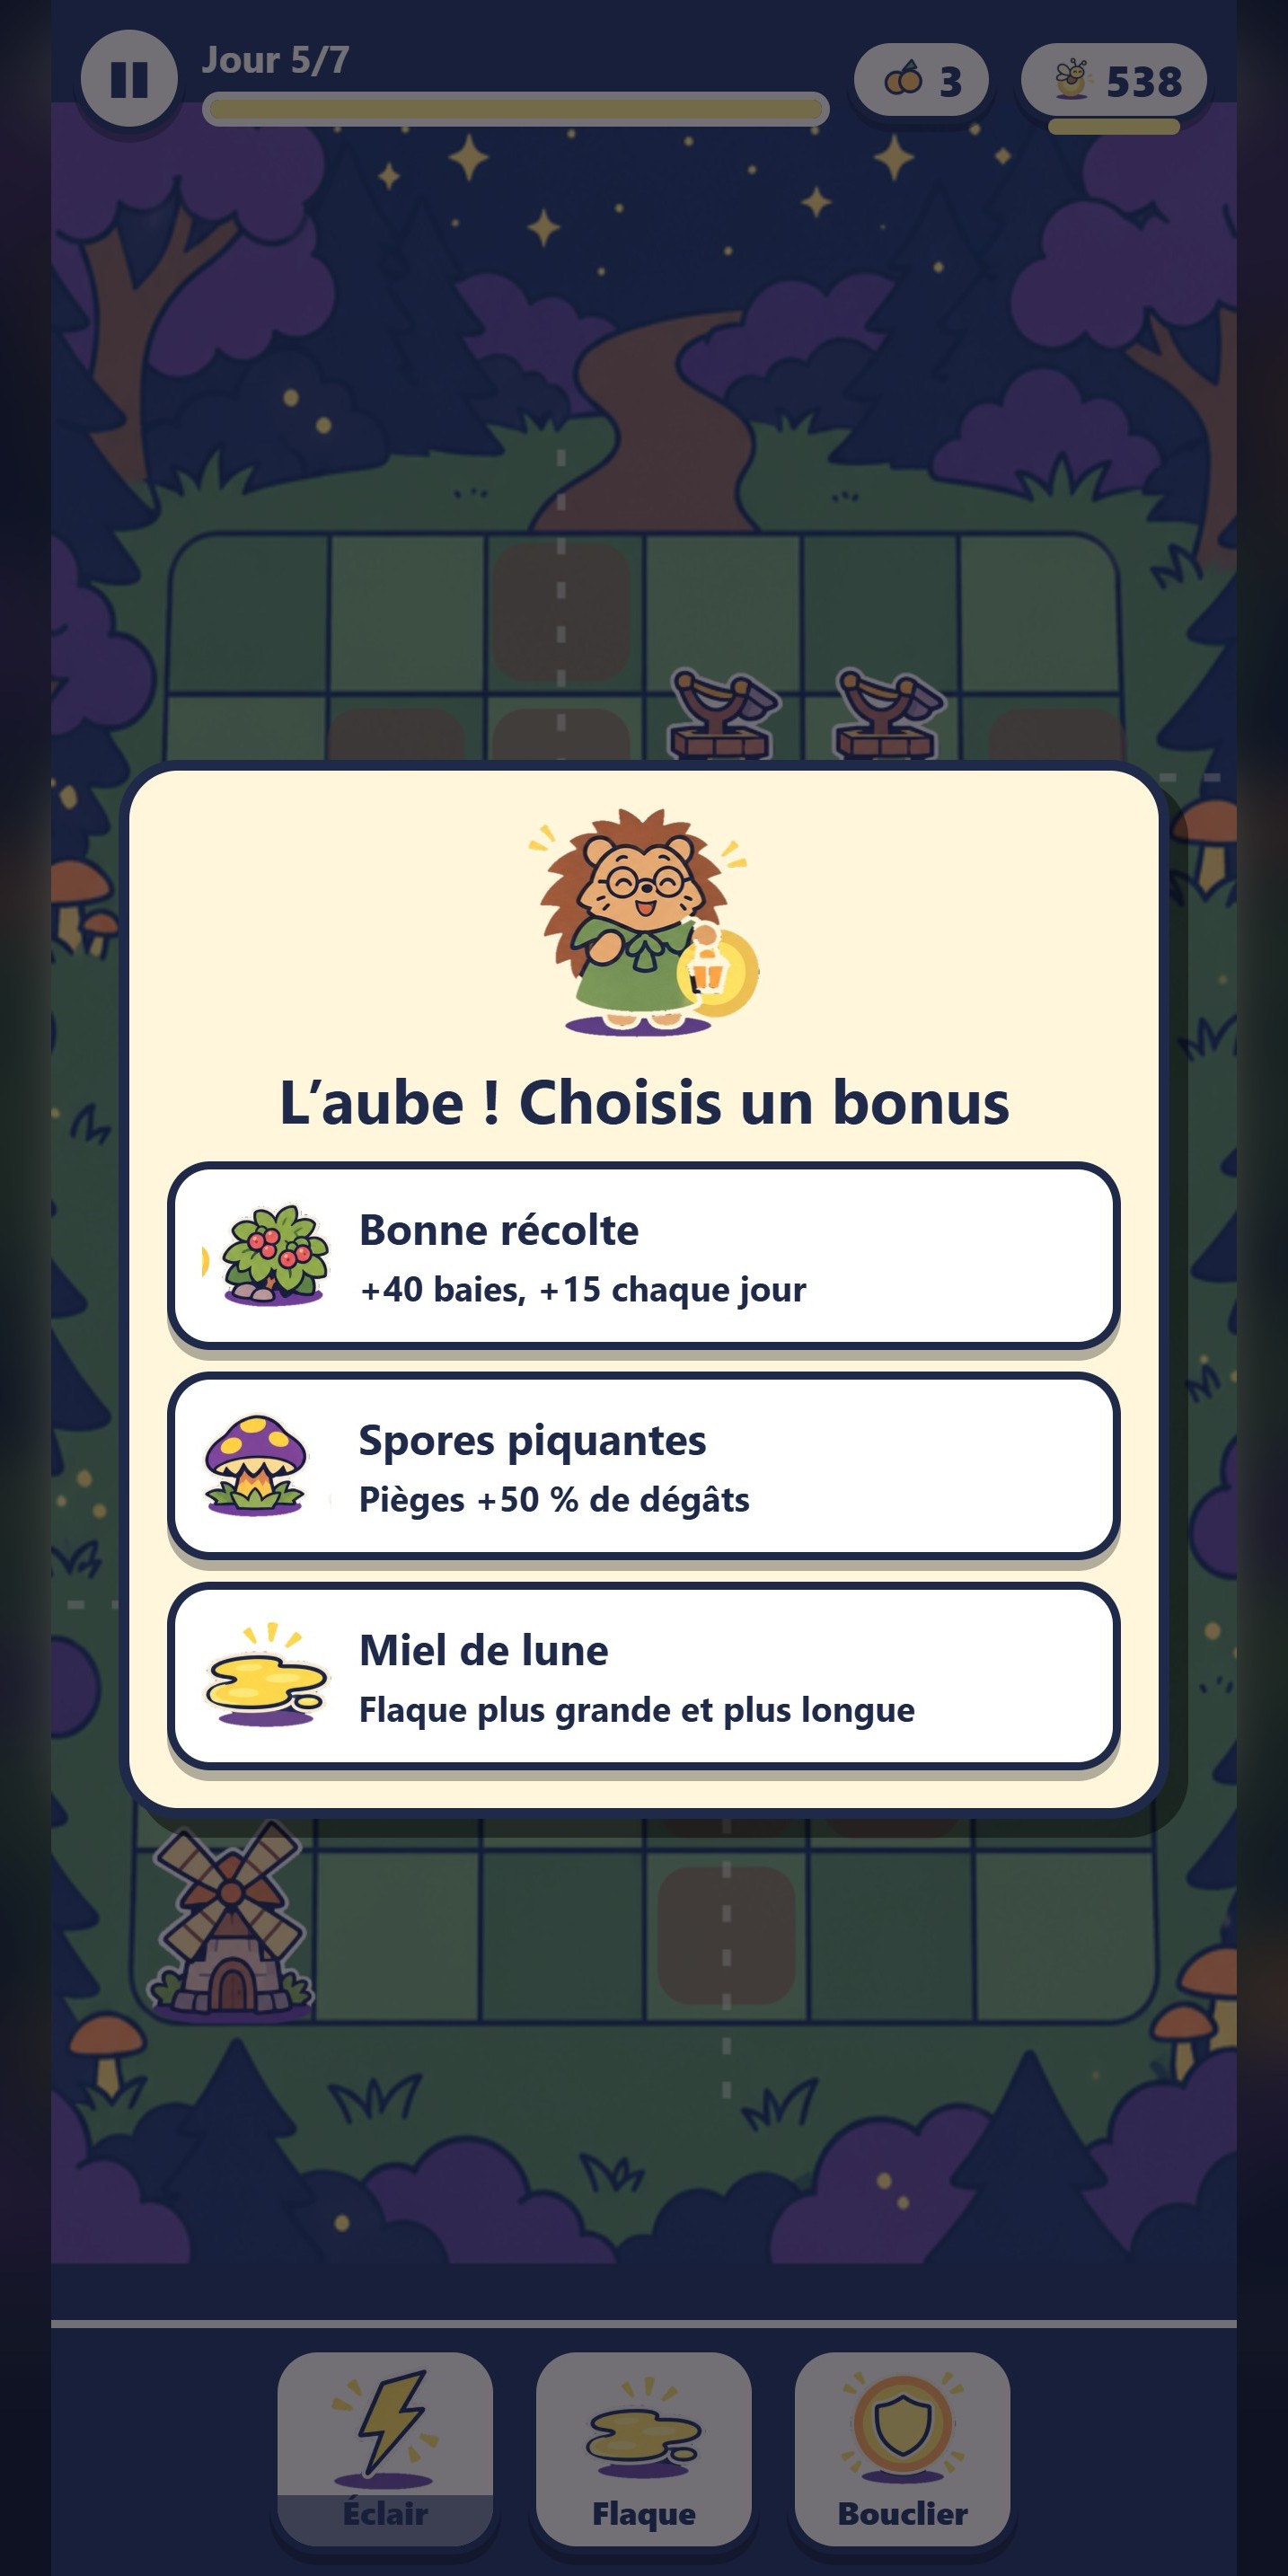 Jour 5/7
3
538
L’aube ! Choisis un bonus
Bonne récolte
+40 baies, +15 chaque jour
Spores piquantes
Pièges +50 % de dégâts
Miel de lune
Flaque plus grande et plus longue
Éclair
Flaque
Bouclier